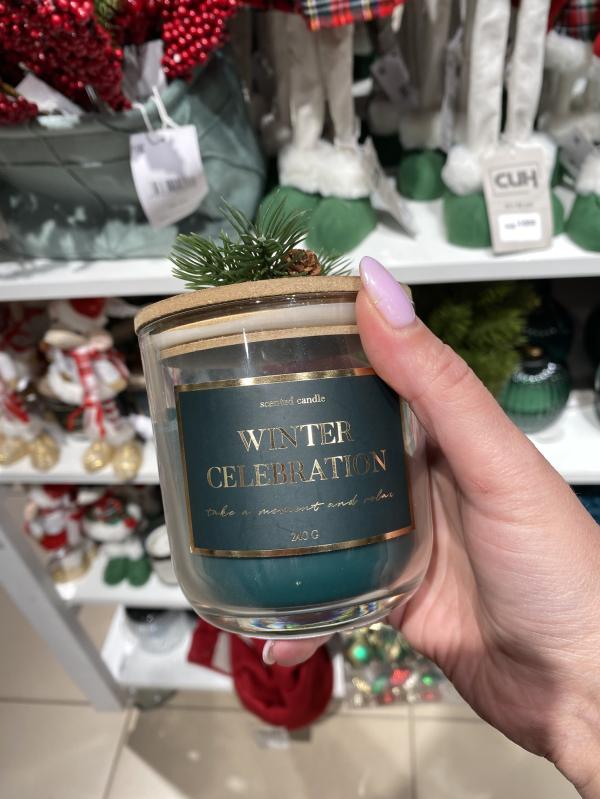 CUH
scented candle
WINTER
CELEBRATION
take a moment and relax
240 G